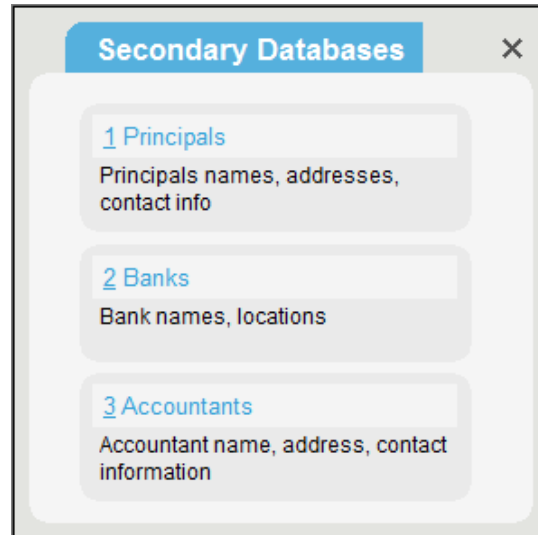 Secondary Databases
1 Principals
Principals names, addresses,
contact info
2 Banks
Bank names, locations
3 Accountants
Accountant name, address, contact
information